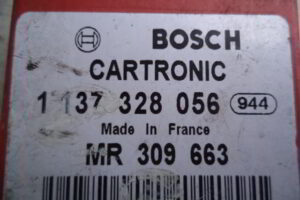 BOSCH
CARTRONIC
1 137 328 056 944
Made In France
MR 309 663